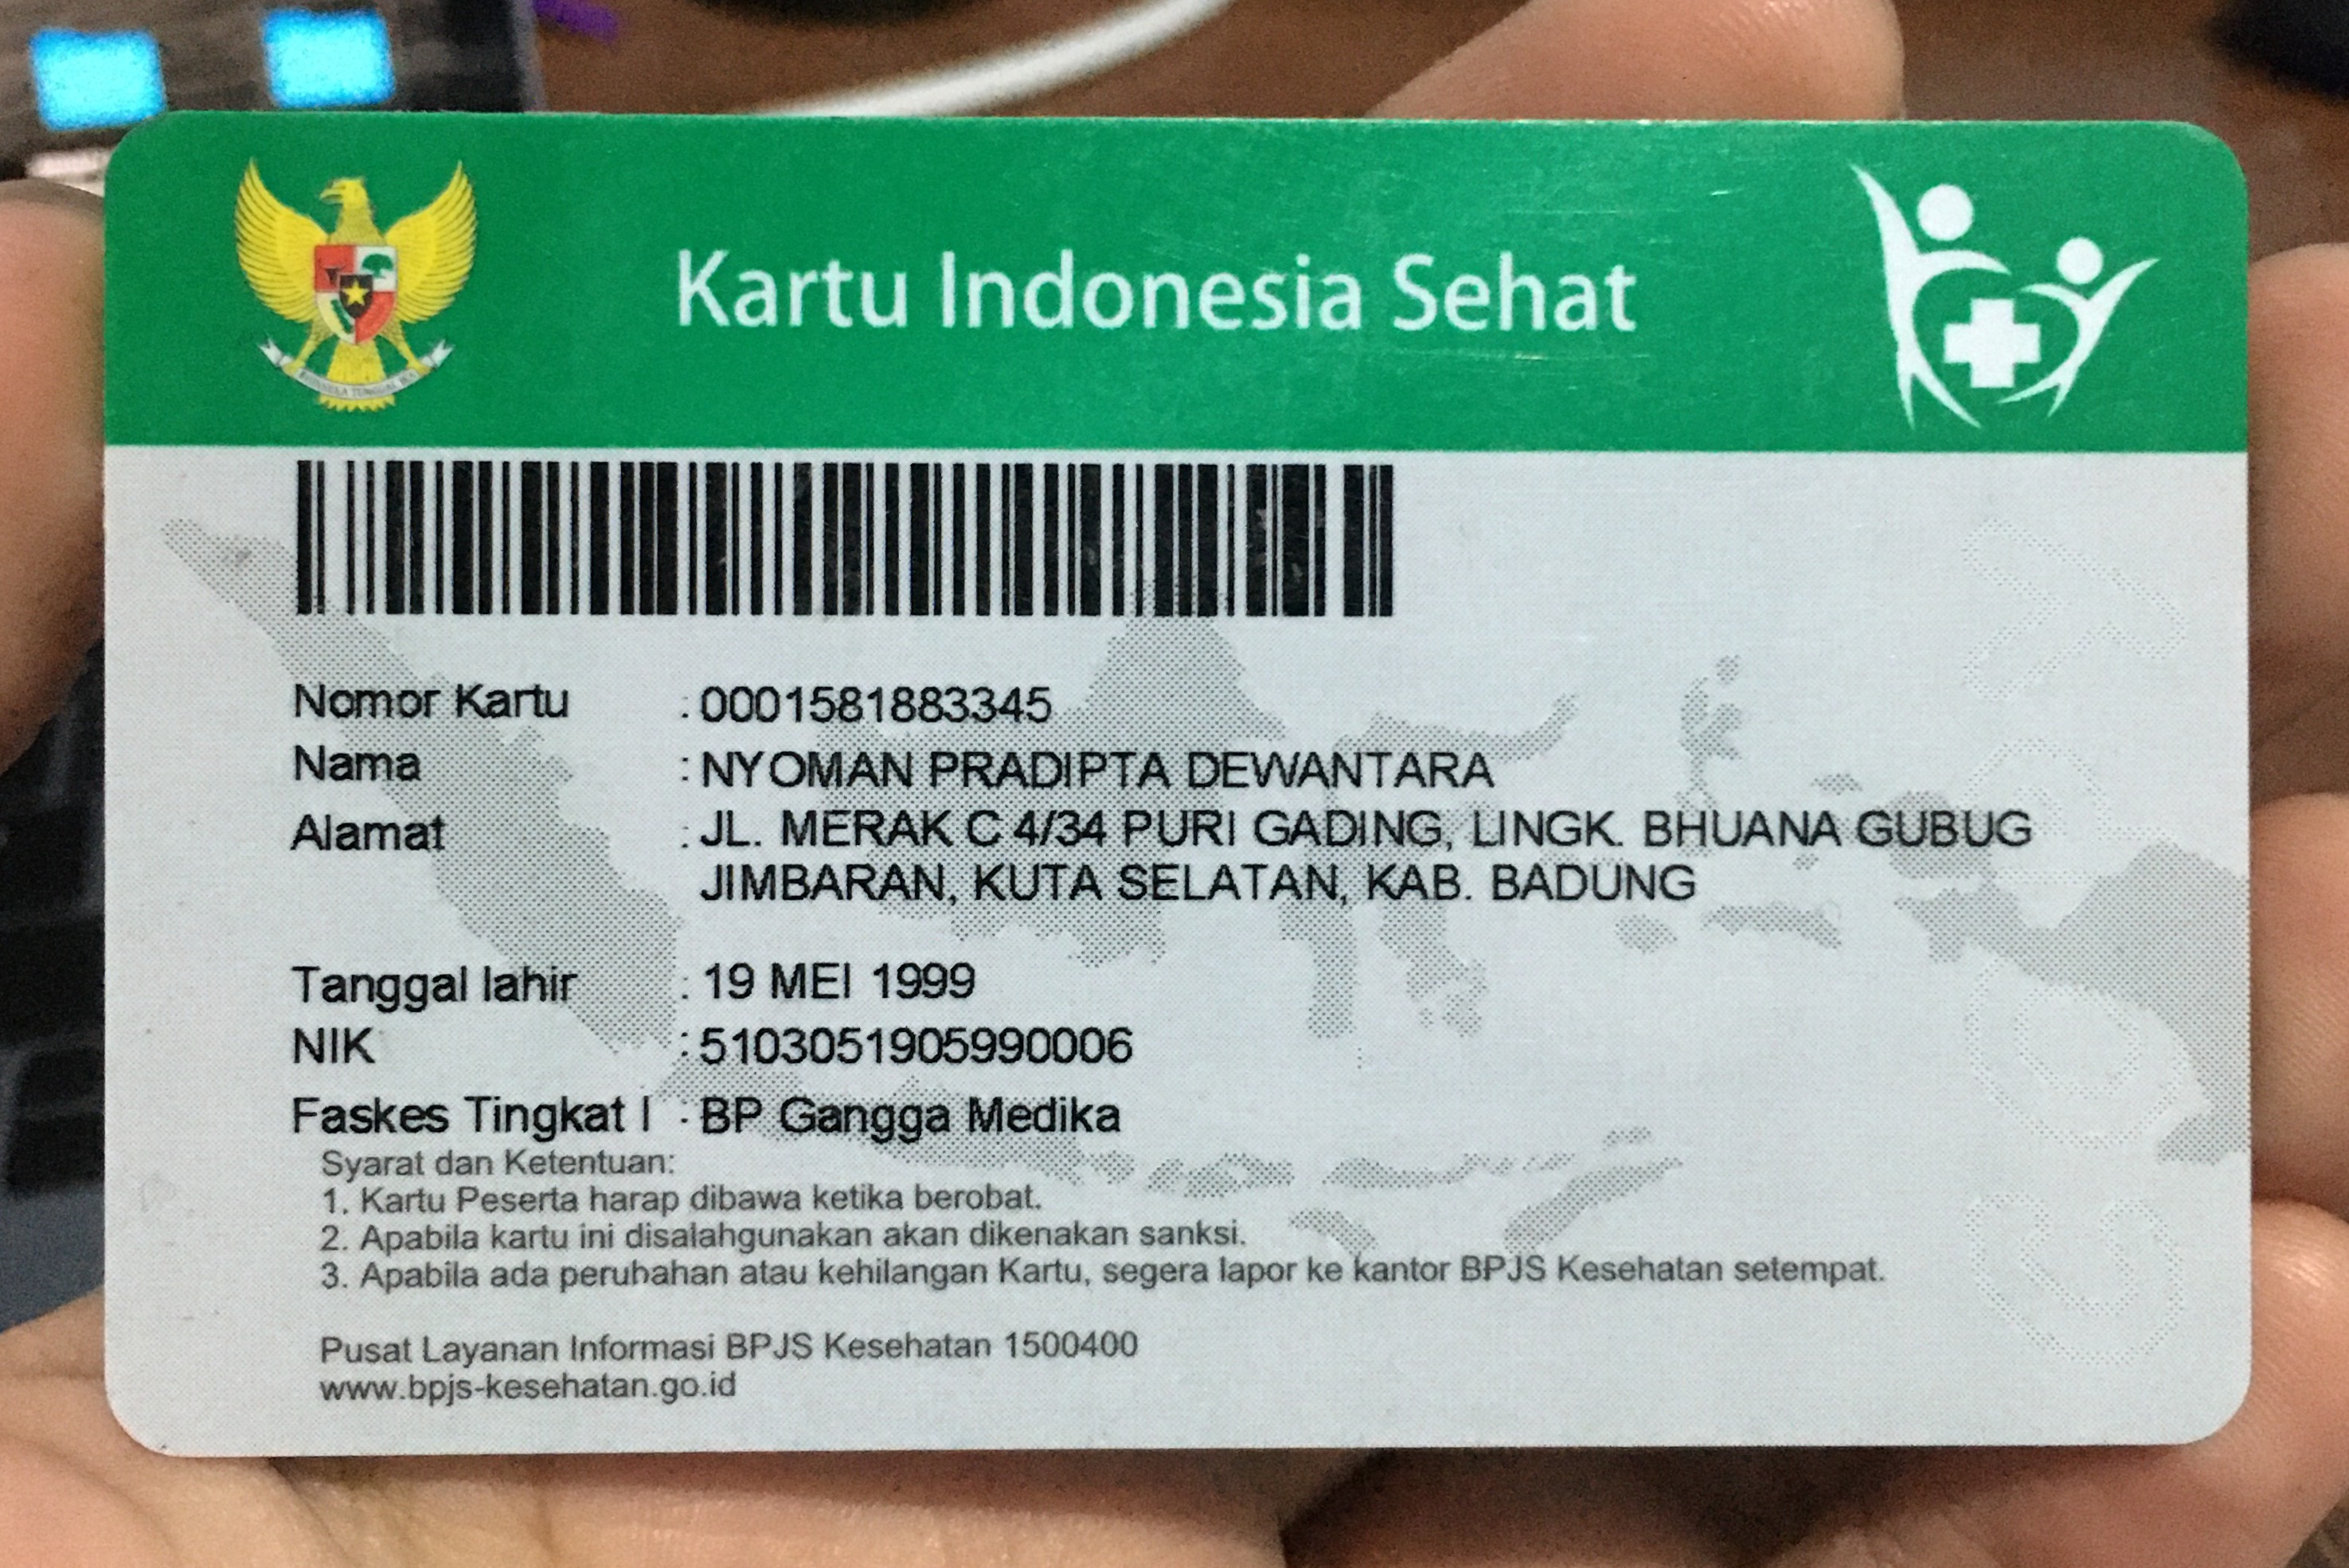 Kartu Indonesia Sehat
Nomor Kartu : 0001581883345
Nama : NYOMAN PRADIPTA DEWANTARA
Alamat : JL. MERAK C 4/34 PURI GADING, LINGK. BHUANA GUBUG
JIMBARAN, KUTA SELATAN, KAB. BADUNG
Tanggal lahir : 19 MEI 1999
NIK : 5103051905990006
Faskes Tingkat I : BP Gangga Medika
Syarat dan Ketentuan:
1. Kartu Peserta harap dibawa ketika berobat.
2. Apabila kartu ini disalahgunakan akan dikenakan sanksi.
3. Apabila ada perubahan atau kehilangan Kartu, segera lapor ke kantor BPJS Kesehatan setempat.
Pusat Layanan Informasi BPJS Kesehatan 1500400
www.bpjs-kesehatan.go.id
COPY